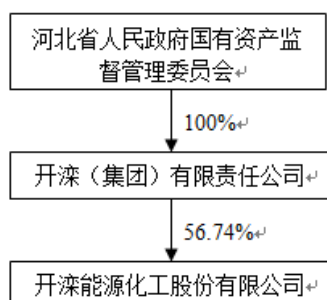 河北省人民政府国有资产监
督管理委员会↵
100%↵
开滦（集团）有限责任公司↵
56.74%↵
开滦能源化工股份有限公司↵